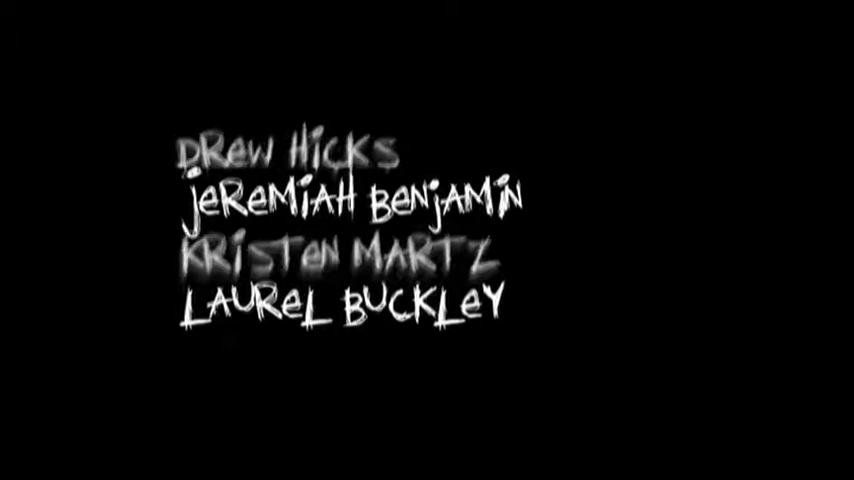 DREW HICKS
JEREMIAH BENJAMIN
KRISTEN MARTZ
LAUREL BUCKLEY